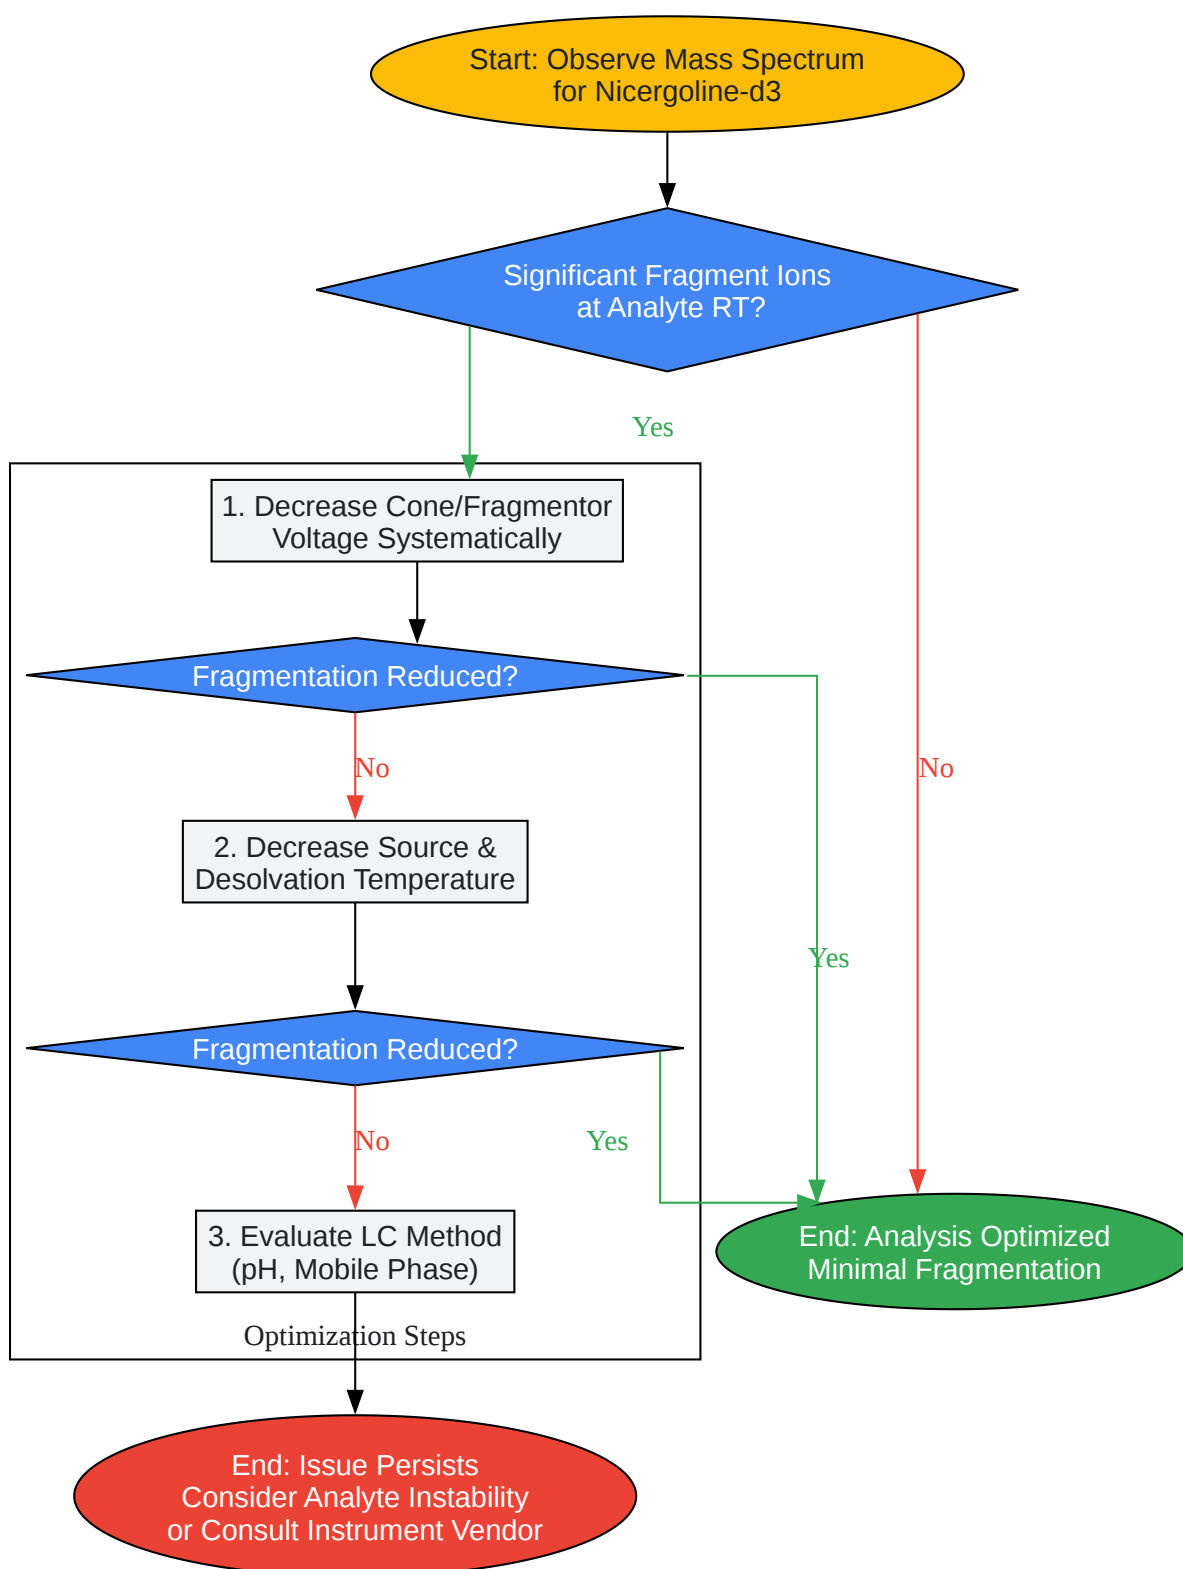 Start: Observe Mass Spectrum
for Nicergoline-d3
Significant Fragment Ions
at Analyte RT?
Yes
1. Decrease Cone/Fragmentor
Voltage Systematically
Fragmentation Reduced?
No
No
2. Decrease Source &
Desolvation Temperature
Yes
Fragmentation Reduced?
No
Yes
3. Evaluate LC Method
(pH, Mobile Phase)
End: Analysis Optimized
Minimal Fragmentation
Optimization Steps
End: Issue Persists
Consider Analyte Instability
or Consult Instrument Vendor